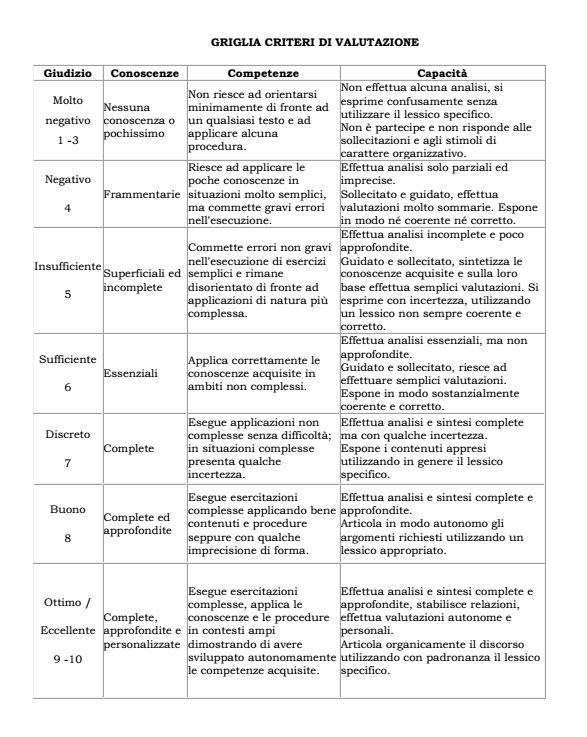 GRIGLIA CRITERI DI VALUTAZIONE
Giudizio Conoscenze Competenze Capacità
Molto
negativo
1 -3
Nessuna
conoscenza o
pochissimo
Non riesce ad orientarsi
minimamente di fronte ad
un qualsiasi testo e ad
applicare alcuna
procedura.
Non effettua alcuna analisi, si
esprime confusamente senza
utilizzare il lessico specifico.
Non è partecipe e non risponde alle
sollecitazioni e agli stimoli di
carattere organizzativo.
Negativo
4
Frammentarie
Riesce ad applicare le
poche conoscenze in
situazioni molto semplici,
ma commette gravi errori
nell'esecuzione.
Effettua analisi solo parziali ed
imprecise.
Sollecitato e guidato, effettua
valutazioni molto sommarie. Espone
in modo né coerente né corretto.
Insufficiente
5
Superficiali ed
incomplete
Commette errori non gravi
nell'esecuzione di esercizi
semplici e rimane
disorientato di fronte ad
applicazioni di natura più
complessa.
Effettua analisi incomplete e poco
approfondite.
Guidato e sollecitato, sintetizza le
conoscenze acquisite e sulla loro
base effettua semplici valutazioni. Si
esprime con incertezza, utilizzando
un lessico non sempre coerente e
corretto.
Sufficiente
6
Essenziali
Applica correttamente le
conoscenze acquisite in
ambiti non complessi.
Effettua analisi essenziali, ma non
approfondite.
Guidato e sollecitato, riesce ad
effettuare semplici valutazioni.
Espone in modo sostanzialmente
coerente e corretto.
Discreto
7
Complete
Esegue applicazioni non
complesse senza difficoltà;
in situazioni complesse
presenta qualche
incertezza.
Effettua analisi e sintesi complete
ma con qualche incertezza.
Espone i contenuti appresi
utilizzando in genere il lessico
specifico.
Buono
8
Complete ed
approfondite
Esegue esercitazioni
complesse applicando bene
contenuti e procedure
seppure con qualche
imprecisione di forma.
Effettua analisi e sintesi complete e
approfondite.
Articola in modo autonomo gli
argomenti richiesti utilizzando un
lessico appropriato.
Ottimo /
Eccellente
9 -10
Complete,
approfondite e
personalizzate
Esegue esercitazioni
complesse, applica le
conoscenze e le procedure
in contesti ampi
dimostrando di avere
sviluppato autonomamente
le competenze acquisite.
Effettua analisi e sintesi complete e
approfondite, stabilisce relazioni,
effettua valutazioni autonome e
personali.
Articola organicamente il discorso
utilizzando con padronanza il lessico
specifico.